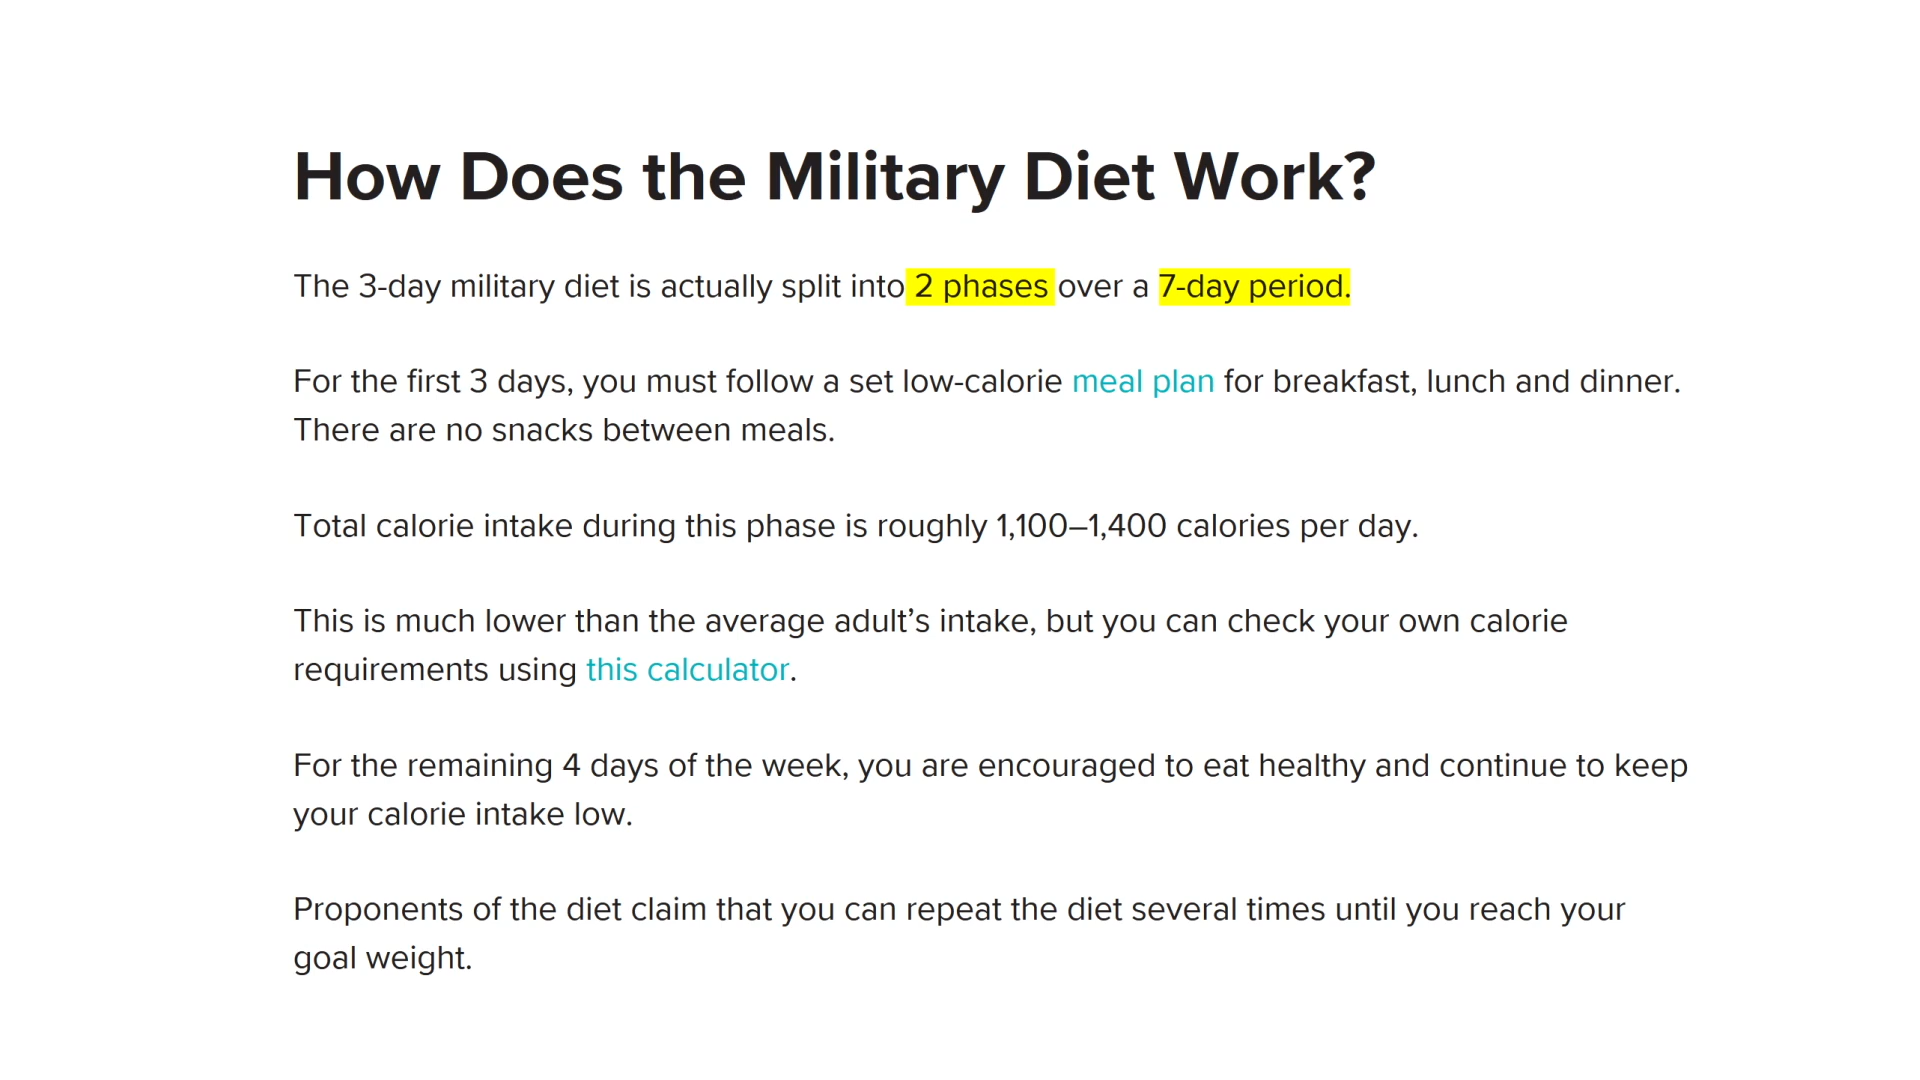 How Does the Military Diet Work?
The 3-day military diet is actually split into 2 phases over a 7-day period.
For the first 3 days, you must follow a set low-calorie meal plan for breakfast, lunch and dinner.
There are no snacks between meals.
Total calorie intake during this phase is roughly 1,100–1,400 calories per day.
This is much lower than the average adult’s intake, but you can check your own calorie
requirements using this calculator.
For the remaining 4 days of the week, you are encouraged to eat healthy and continue to keep
your calorie intake low.
Proponents of the diet claim that you can repeat the diet several times until you reach your
goal weight.